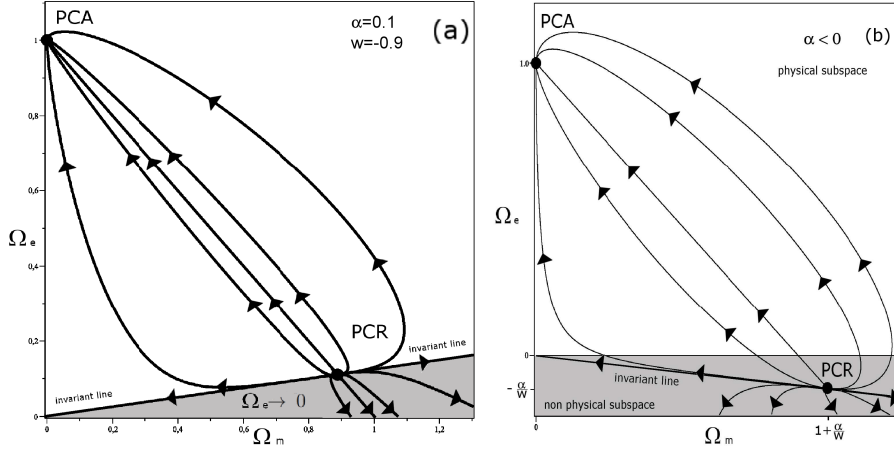 PCA
α=0.1
w=-0.9
(a)
1
0,8
0,6
0,4
0,2
0
Ωe
PCR
invariant line
invariant line
Ωe→ 0
0
0,2
0,4
0,6
0,8
1
1,2
Ωm
PCA
(b)
α<0
physical subspace
1.0
Ωe
0
-α/w
PCR
invariant line
non physical subspace
0
Ωm
1+α/w